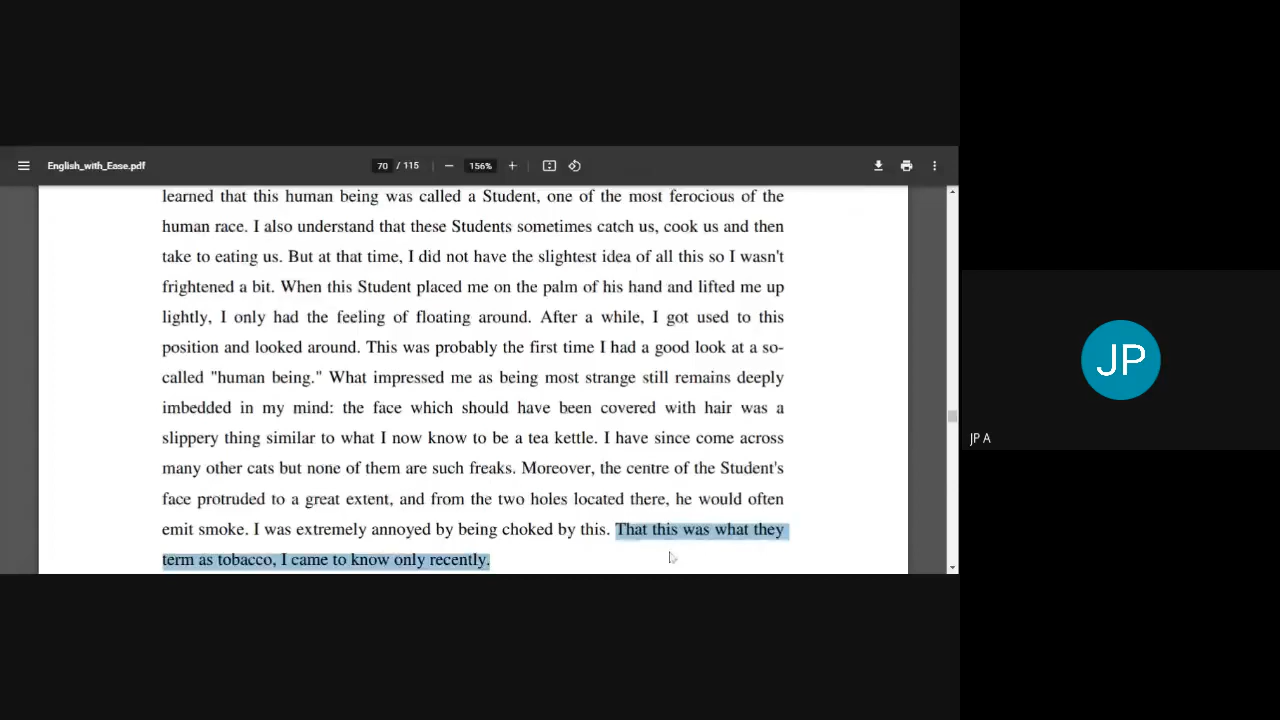 English_with_Ease.pdf
70 / 115
156%
learned that this human being was called a Student, one of the most ferocious of the
human race. I also understand that these Students sometimes catch us, cook us and then
take to eating us. But at that time, I did not have the slightest idea of all this so I wasn't
frightened a bit. When this Student placed me on the palm of his hand and lifted me up
lightly, I only had the feeling of floating around. After a while, I got used to this
position and looked around. This was probably the first time I had a good look at a so-
called "human being." What impressed me as being most strange still remains deeply
imbedded in my mind: the face which should have been covered with hair was a
slippery thing similar to what I now know to be a tea kettle. I have since come across
many other cats but none of them are such freaks. Moreover, the centre of the Student's
face protruded to a great extent, and from the two holes located there, he would often
emit smoke. I was extremely annoyed by being choked by this. That this was what they
term as tobacco, I came to know only recently.
JP
JP A